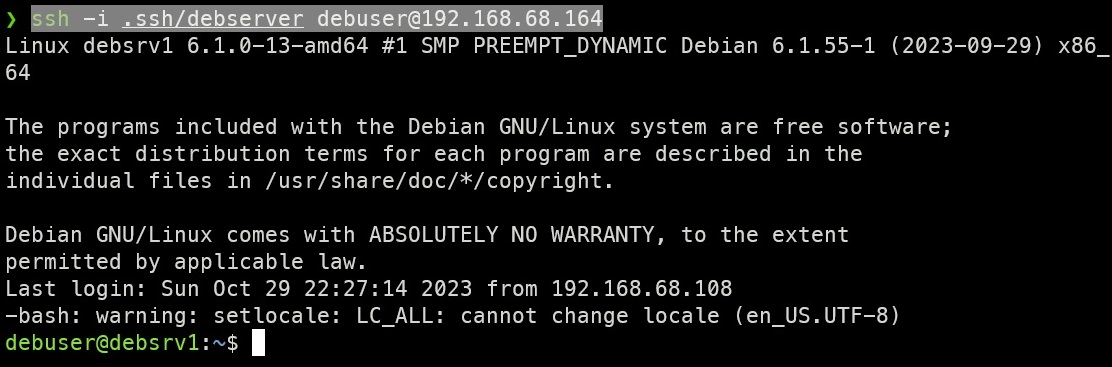 ❯ ssh -i .ssh/debserver debuser@192.168.68.164
Linux debsrv1 6.1.0-13-amd64 #1 SMP PREEMPT_DYNAMIC Debian 6.1.55-1 (2023-09-29) x86_
64
The programs included with the Debian GNU/Linux system are free software;
the exact distribution terms for each program are described in the
individual files in /usr/share/doc/*/copyright.
Debian GNU/Linux comes with ABSOLUTELY NO WARRANTY, to the extent
permitted by applicable law.
Last login: Sun Oct 29 22:27:14 2023 from 192.168.68.108
-bash: warning: setlocale: LC_ALL: cannot change locale (en_US.UTF-8)
debuser@debsrv1:~$